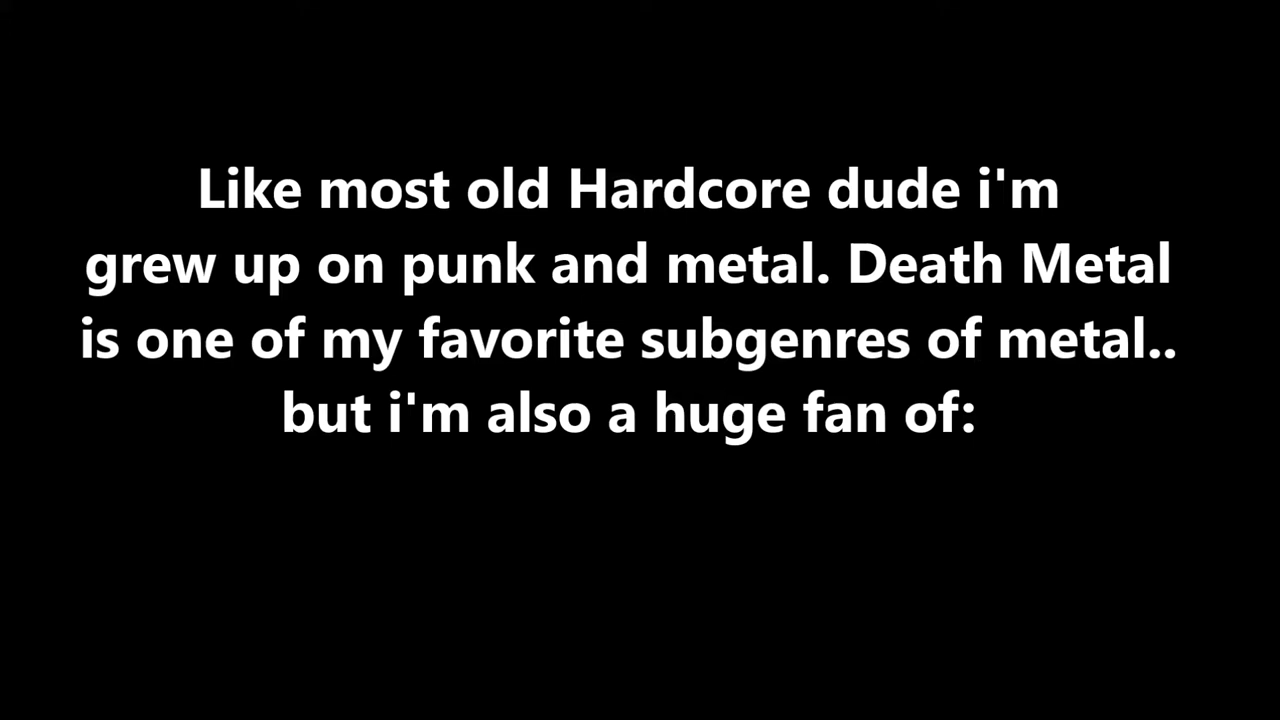 Like most old Hardcore dude i'm
grew up on punk and metal. Death Metal
is one of my favorite subgenres of metal..
but i'm also a huge fan of: